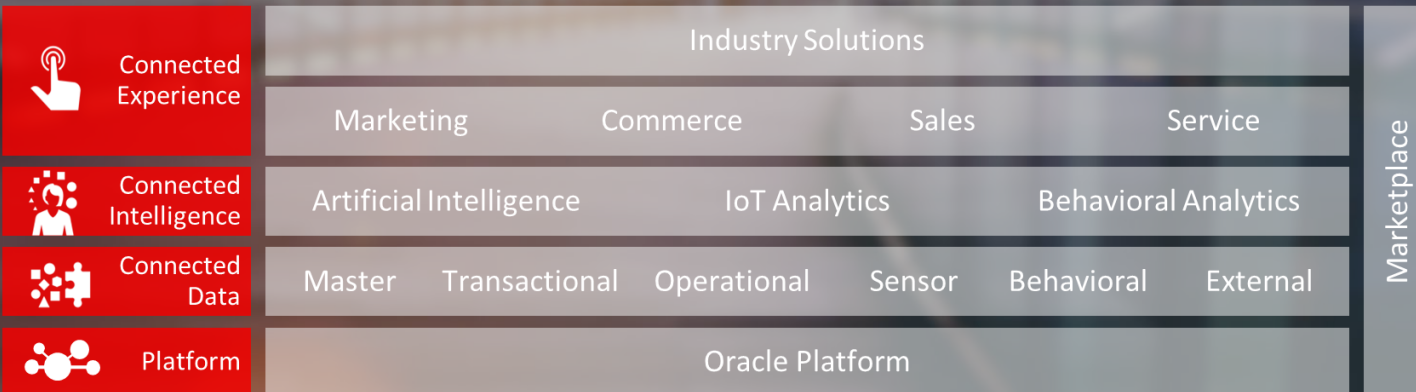 Connected
Experience
Industry Solutions
Marketing Commerce Sales Service
Connected
Intelligence
Artificial Intelligence IoT Analytics Behavioral Analytics
Connected
Data
Master Transactional Operational Sensor Behavioral External
Platform
Oracle Platform
Marketplace